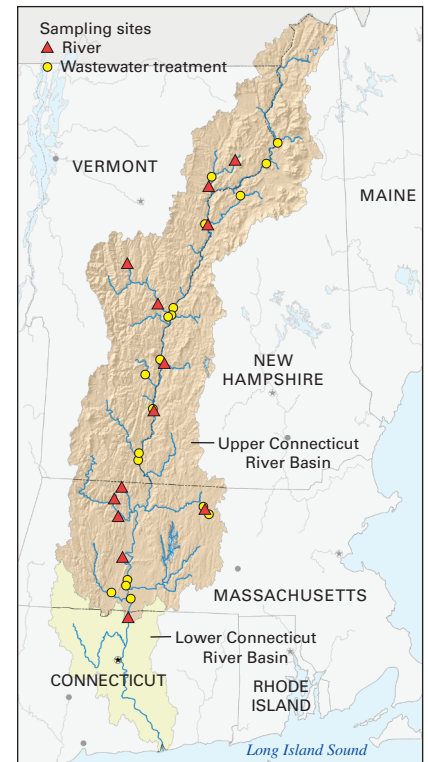 Sampling sites
River
Wastewater treatment
VERMONT
MAINE
NEW
HAMPSHIRE
Upper Connecticut
River Basin
MASSACHUSETTS
Lower Connecticut
River Basin
CONNECTICUT
RHODE
ISLAND
Long Island Sound